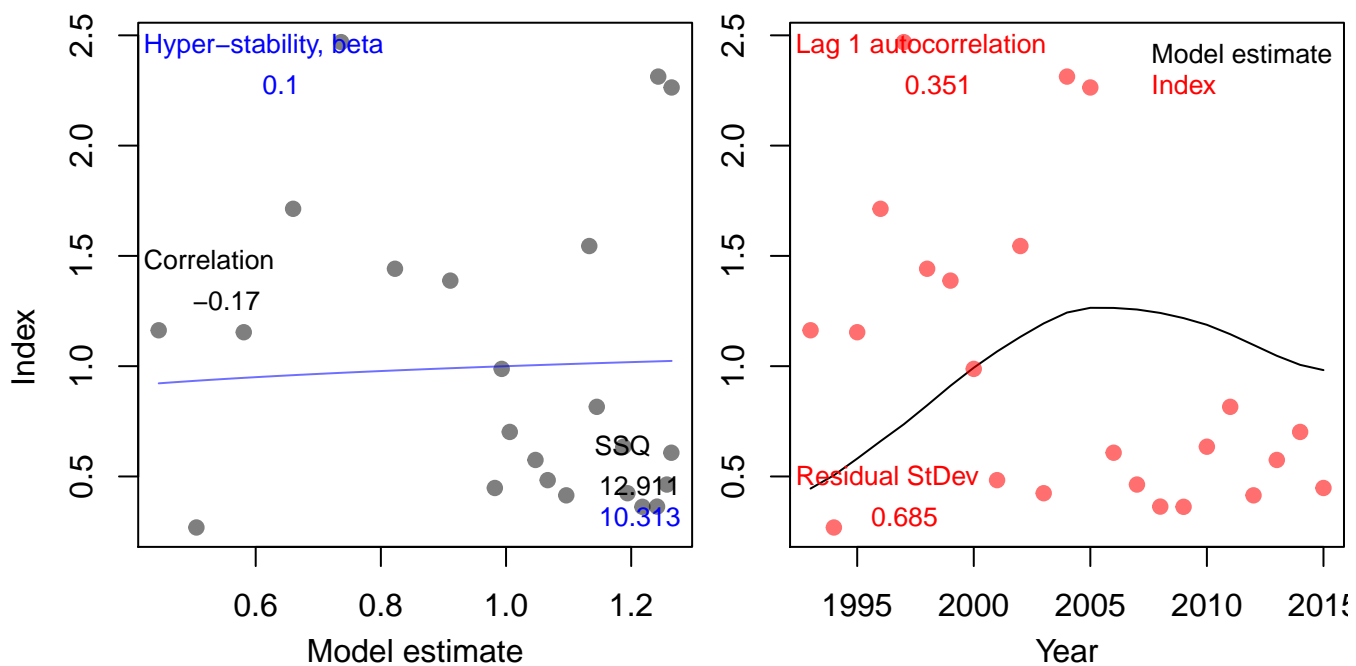 Hyper−stability, beta
0.1
Correlation
−0.17
SSQ
12.911
10.313
0.5
1.0
1.5
2.0
2.5
Index
0.6 0.8 1.0 1.2
Model estimate
Lag 1 autocorrelation
0.351
Model estimate
Index
Residual StDev
0.685
0.5
1.0
1.5
2.0
2.5
1995 2000 2005 2010 2015
Year